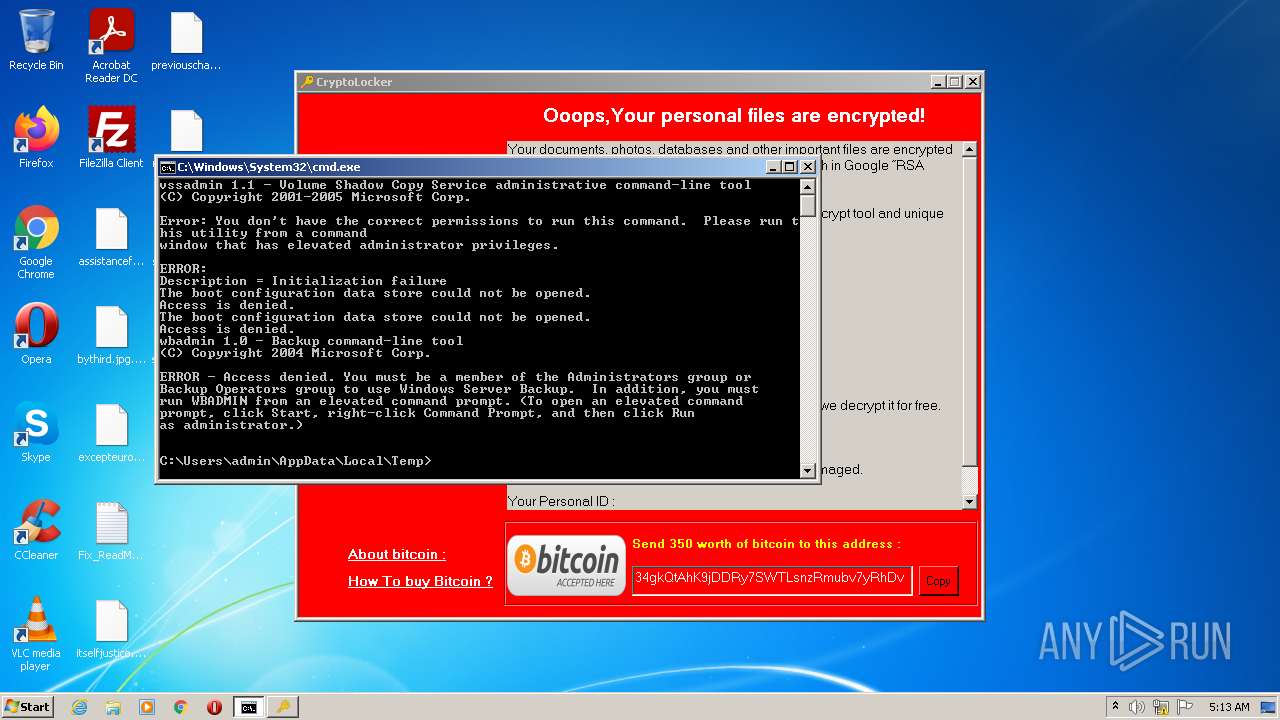 Recycle Bin
Acrobat
Reader DC
previouscha...
Firefox
FileZilla Client
Google
Chrome
assistancef...
Opera
bythird.jpg....
Skype
excepteuro...
CCleaner
Fix_ReadM...
VLC media
player
itselfjustice....
CryptoLocker
Ooops,Your personal files are encrypted!
Your documents, photos, databases and other important files are encrypted
h in Google "RSA
crypt tool and unique
we decrypt it for free.
maged.
Your Personal ID :
C:\Windows\System32\cmd.exe
vssadmin 1.1 - Volume Shadow Copy Service administrative command-line tool
(C) Copyright 2001-2005 Microsoft Corp.
Error: You don't have the correct permissions to run this command.  Please run t
his utility from a command
window that has elevated administrator privileges.
ERROR:
Description = Initialization failure
The boot configuration data store could not be opened.
Access is denied.
The boot configuration data store could not be opened.
Access is denied.
wbadmin 1.0 - Backup command-line tool
(C) Copyright 2004 Microsoft Corp.
ERROR - Access denied. You must be a member of the Administrators group or
Backup Operators group to use Windows Server Backup.  In addition, you must
run WBADMIN from an elevated command prompt. (To open an elevated command
prompt, click Start, right-click Command Prompt, and then click Run
as administrator.)
C:\Users\admin\AppData\Local\Temp>
About bitcoin :
How To buy Bitcoin ?
bitcoin
ACCEPTED HERE
Send 350 worth of bitcoin to this address :
34gkQtAhK9jDDRy7SWTLsnzRmubv7yRhDv
Copy
ANY RUN
Start
5:13 AM